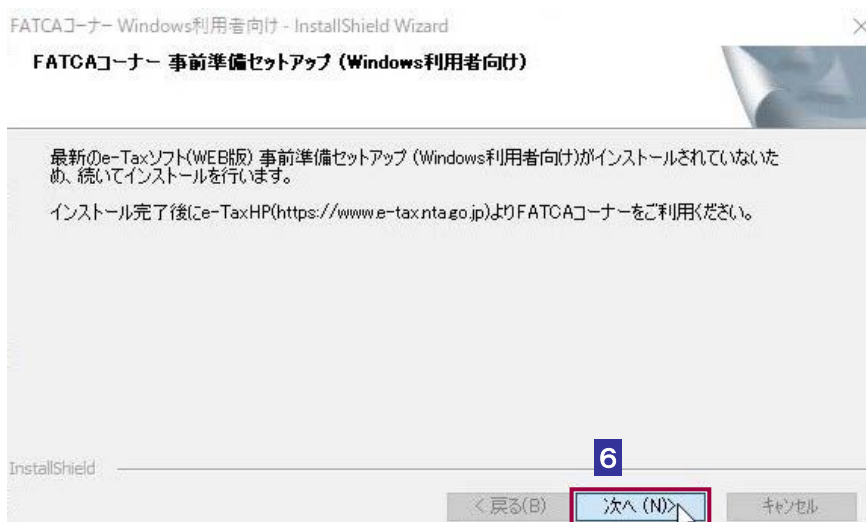 FATCAコーナー Windows利用者向け - InstallShield Wizard
FATCAコーナー 事前準備セットアップ (Windows利用者向け)
最新のe-Taxソフト(WEB版) 事前準備セットアップ (Windows利用者向け)がインストールされていないた
め、続いてインストールを行います。
インストール完了後にe-TaxHP(https://www.e-tax.nta.go.jp)よりFATCAコーナーをご利用ください。
6
InstallShield
< 戻る(B)
次へ (N)>
キャンセル